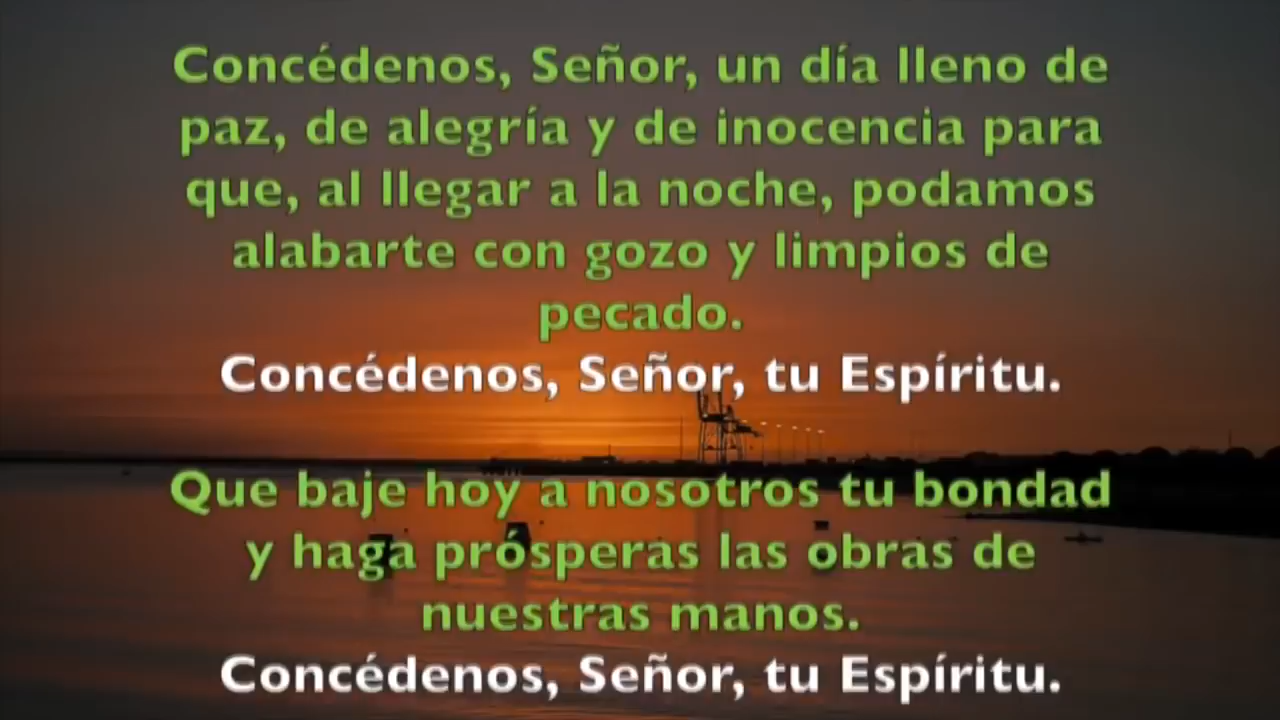 Concédenos, Señor, un día lleno de
paz, de alegría y de inocencia para
que, al llegar a la noche, podamos
alabarte con gozo y limpios de
pecado.
Concédenos, Señor, tu Espíritu.
Que baje hoy a nosotros tu bondad
y haga prósperas las obras de
nuestras manos.
Concédenos, Señor, tu Espíritu.